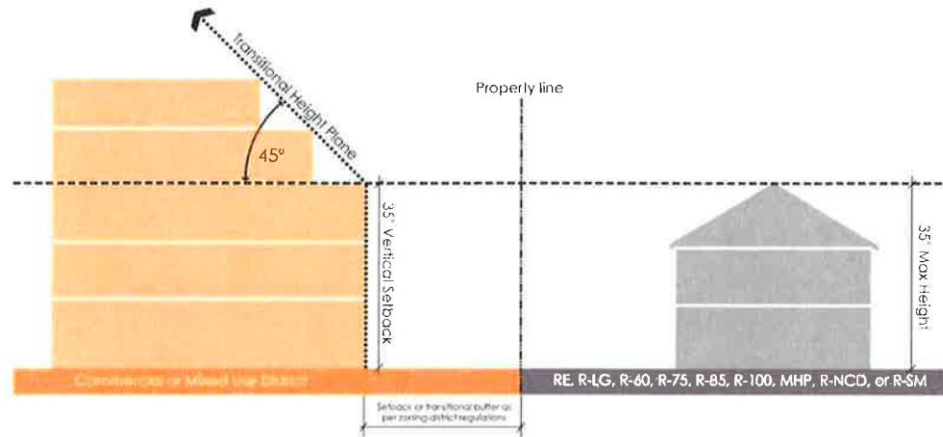 Transitional Height Plane
Properly line
45°
35' Vertical Setback
35' Max Height
Commercial or Mixed Use District
RE, R-LG, R-60, R-75, R-85, R-100, MHP, R-NCD, or R-SM
Setback or transitional buffer as
per zoning district regulations